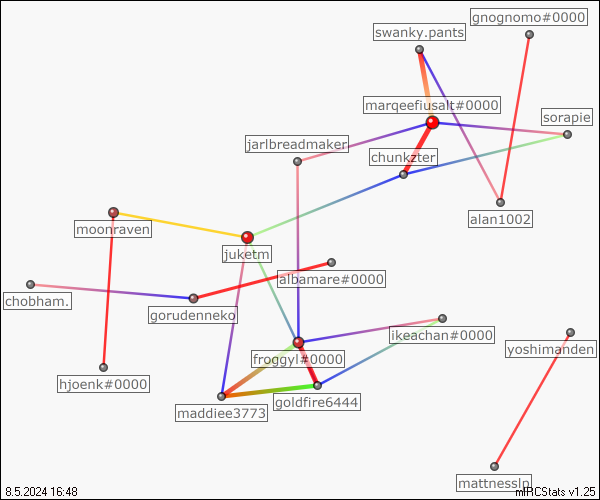 gnognomo#0000
swanky.pants
marqeefiusalt#0000
sorapie
jarlbreadmaker
chunkzter
alan1002
moonraven
juketm
albamare#0000
chobham.
gorudenneko
ikeachan#0000
yoshimanden
froggyl#0000
hjoenk#0000
goldfire6444
maddiee3773
mattnesslp
8.5.2024 16:48
mIRCStats v1.25